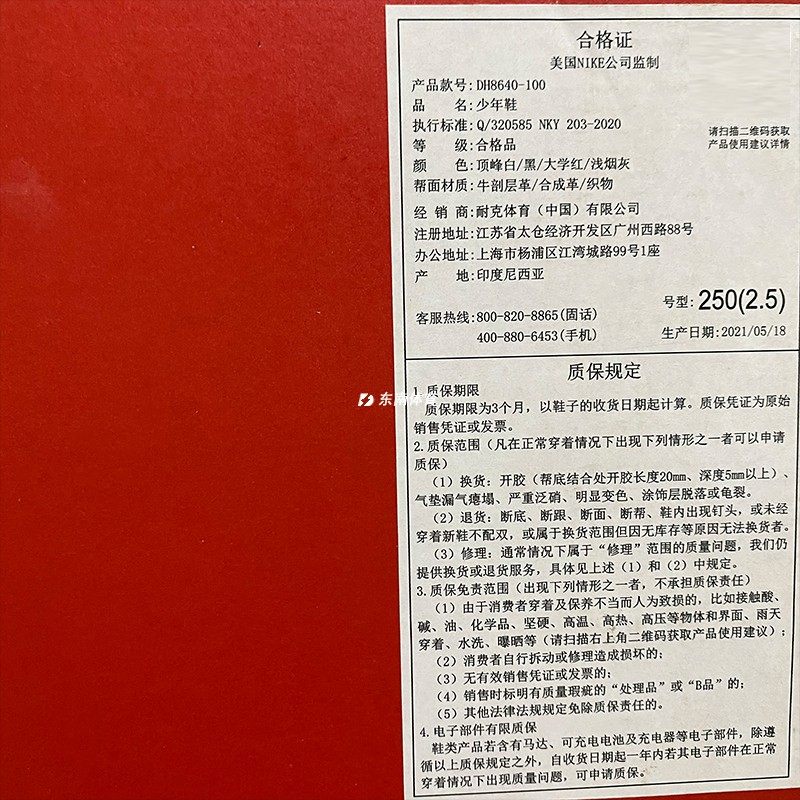 合格证
美国NIKE公司监制
产品款号:DH8640-100
品 名:少年鞋
执行标准:Q/320585 NKY 203-2020
等 级:合格品
颜 色:顶峰白/黑/大学红/浅烟灰
帮面材质:牛剖层革/合成革/织物
请扫描二维码获取
产品使用建议详情
经 销 商:耐克体育（中国）有限公司
注册地址:江苏省太仓经济开发区广州西路88号
办公地址:上海市杨浦区江湾城路99号1座
产 地:印度尼西亚
号型:250(2.5)
客服热线:800-820-8865(固话)
400-880-6453(手机)
生产日期:2021/05/18
质保规定
1.质保期限
质保期限为3个月，以鞋子的收货日期起计算。质保凭证为原始
销售凭证或发票。
2.质保范围（凡在正常穿着情况下出现下列情形之一者可以申请
质保）
（1）换货：开胶（帮底结合处开胶长度20mm、深度5mm以上）、
气垫漏气瘪塌、严重泛硝、明显变色、涂饰层脱落或龟裂。
（2）退货：断底、断跟、断面、断帮、鞋内出现钉头，或未经
穿着新鞋不配双，或属于换货范围但因无库存等原因无法换货者。
（3）修理：通常情况下属于“修理”范围的质量问题，我们仍
提供换货或退货服务，具体见上述（1）和（2）中规定。
3.质保免责范围（出现下列情形之一者，不承担质保责任）
（1）由于消费者穿着及保养不当而人为致损的，比如接触酸、
碱、油、化学品、坚硬、高温、高热、高压等物体和界面、雨天
穿着、水洗、曝晒等（请扫描右上角二维码获取产品使用建议）；
（2）消费者自行拆动或修理造成损坏的；
（3）无有效销售凭证或发票的；
（4）销售时标明有质量瑕疵的“处理品”或“B品”的；
（5）其他法律法规规定免除质保责任的。
4.电子部件有限质保
鞋类产品若含有马达、可充电电池及充电器等电子部件，除遵
循以上质保规定之外，自收货日期起一年内若其电子部件在正常
穿着情况下出现质量问题，可申请质保。